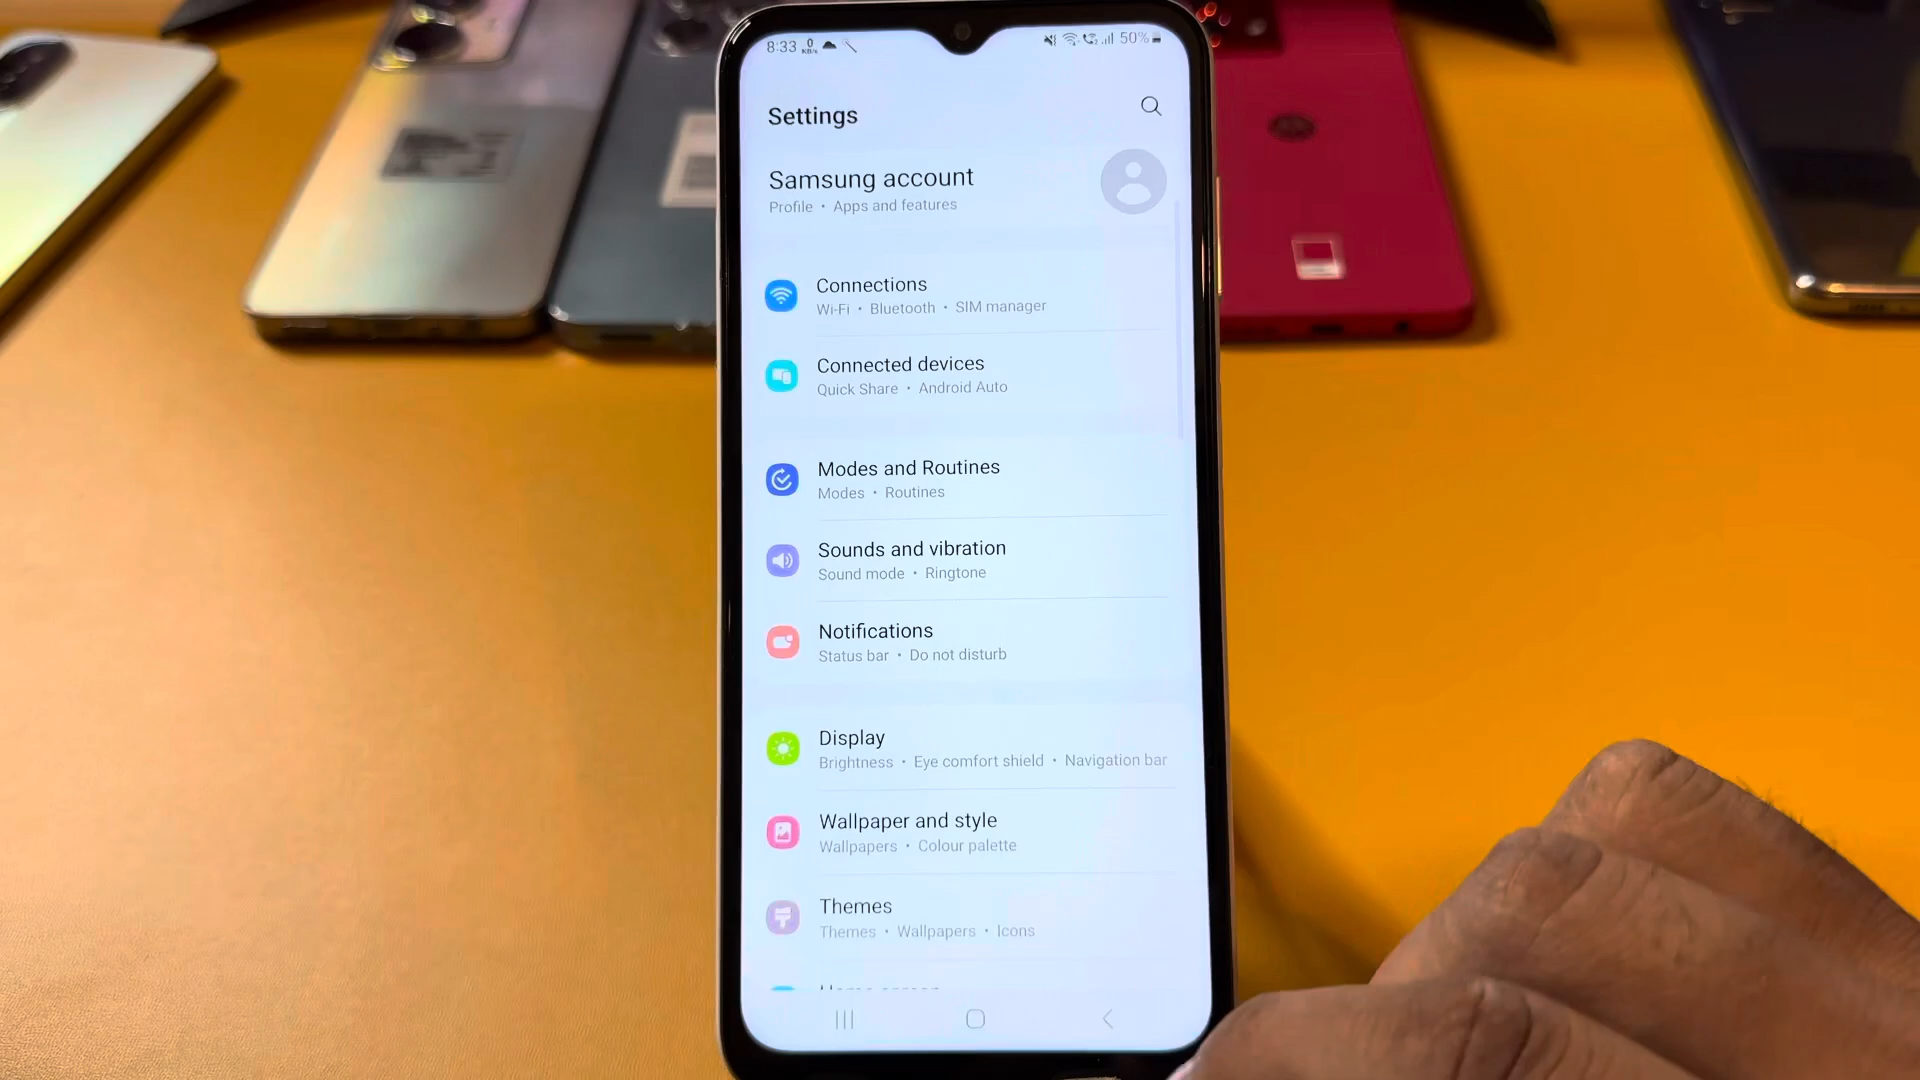 8:33 0 KB/s 50%
Settings
Samsung account
Profile • Apps and features
Connections
Wi-Fi • Bluetooth • SIM manager
Connected devices
Quick Share • Android Auto
Modes and Routines
Modes • Routines
Sounds and vibration
Sound mode • Ringtone
Notifications
Status bar • Do not disturb
Display
Brightness • Eye comfort shield • Navigation bar
Wallpaper and style
Wallpapers • Colour palette
Themes
Themes • Wallpapers • Icons